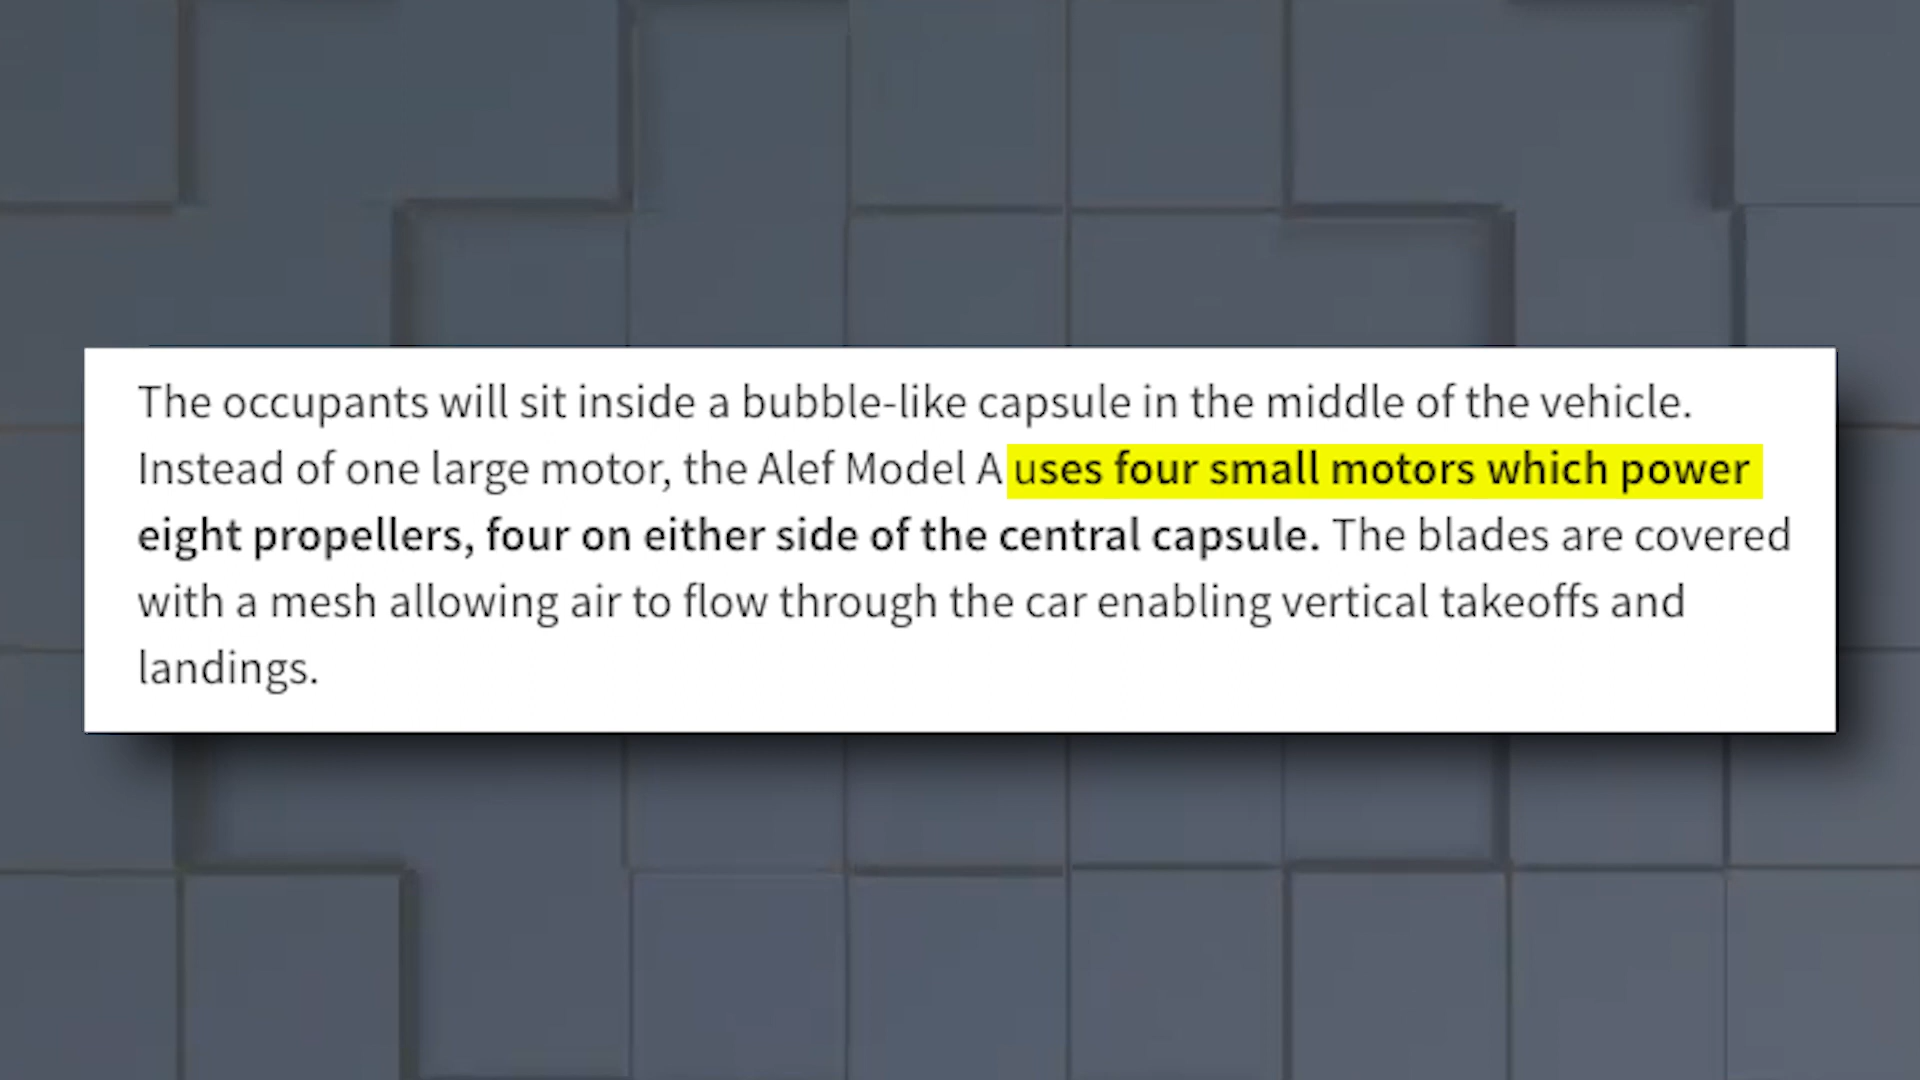 The occupants will sit inside a bubble-like capsule in the middle of the vehicle.
Instead of one large motor, the Alef Model A uses four small motors which power
eight propellers, four on either side of the central capsule. The blades are covered
with a mesh allowing air to flow through the car enabling vertical takeoffs and
landings.